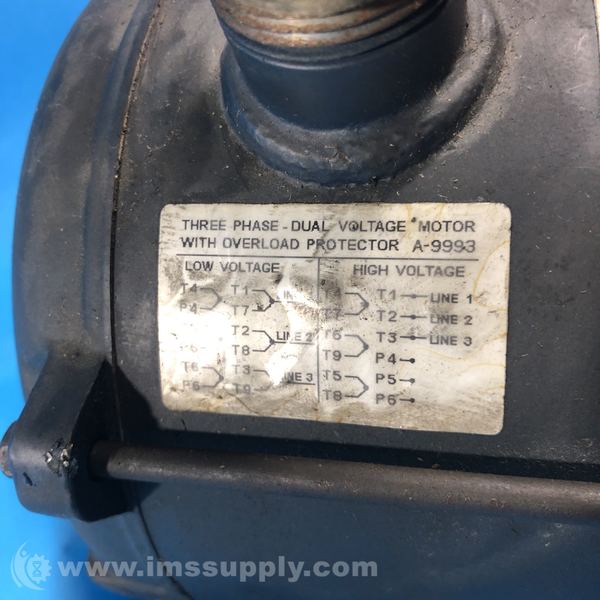 THREE PHASE - DUAL VOLTAGE MOTOR
WITH OVERLOAD PROTECTOR A-9993
LOW VOLTAGE HIGH VOLTAGE
T4 T1 T1 LINE 1
P4 T7 T2 LINE 2
T2 LINE 2 T6 T3 LINE 3
T8 T9 P4
T6 T3 LINE 3 T5 P5
P6 T9 T8 P6
www.imssupply.com